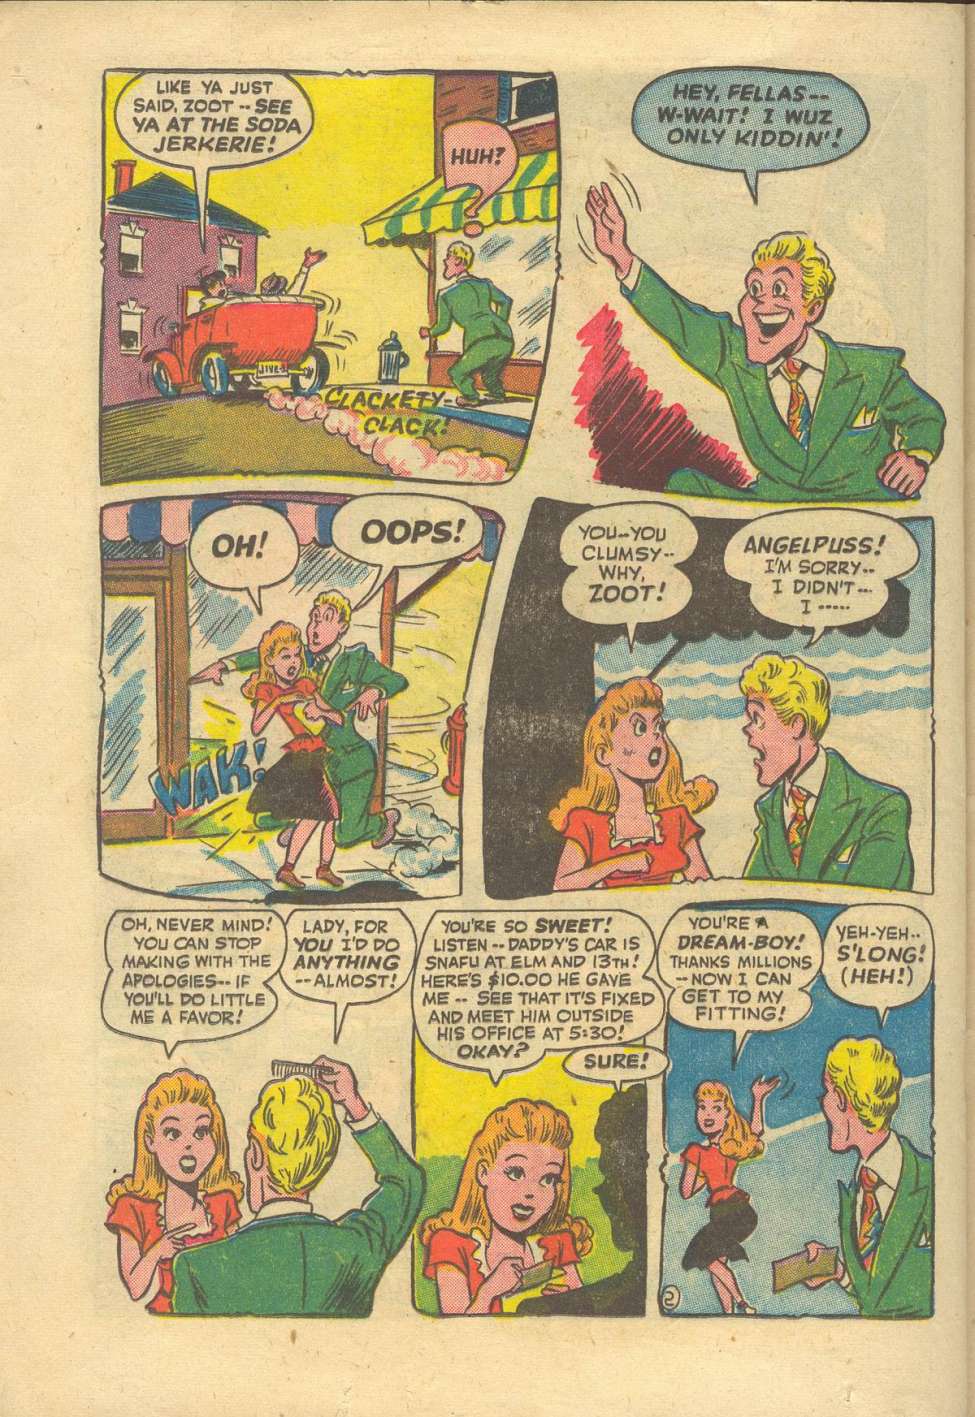 LIKE YA JUST
SAID, ZOOT -- SEE
YA AT THE SODA
JERKERIE!
HUH?
JIVE-
CLACKETY-
CLACK!
HEY, FELLAS--
W-WAIT! I WUZ
ONLY KIDDIN'!
OH!
OOPS!
WAK!
YOU--YOU
CLUMSY--
WHY,
ZOOT!
ANGELPUSS!
I'M SORRY--
I DIDN'T---
I -----
OH, NEVER MIND!
YOU CAN STOP
MAKING WITH THE
APOLOGIES--IF
YOU'LL DO LITTLE
ME A FAVOR!
LADY, FOR
YOU I'D DO
ANYTHING
--ALMOST!
YOU'RE SO SWEET!
LISTEN -- DADDY'S CAR IS
SNAFU AT ELM AND 13TH!
HERE'S $10.00 HE GAVE
ME -- SEE THAT IT'S FIXED
AND MEET HIM OUTSIDE
HIS OFFICE AT 5:30!
OKAY?
SURE!
YOU'RE A
DREAM-BOY!
THANKS MILLIONS
--NOW I CAN
GET TO MY
FITTING!
YEH-YEH--
S'LONG!
(HEH!)
2